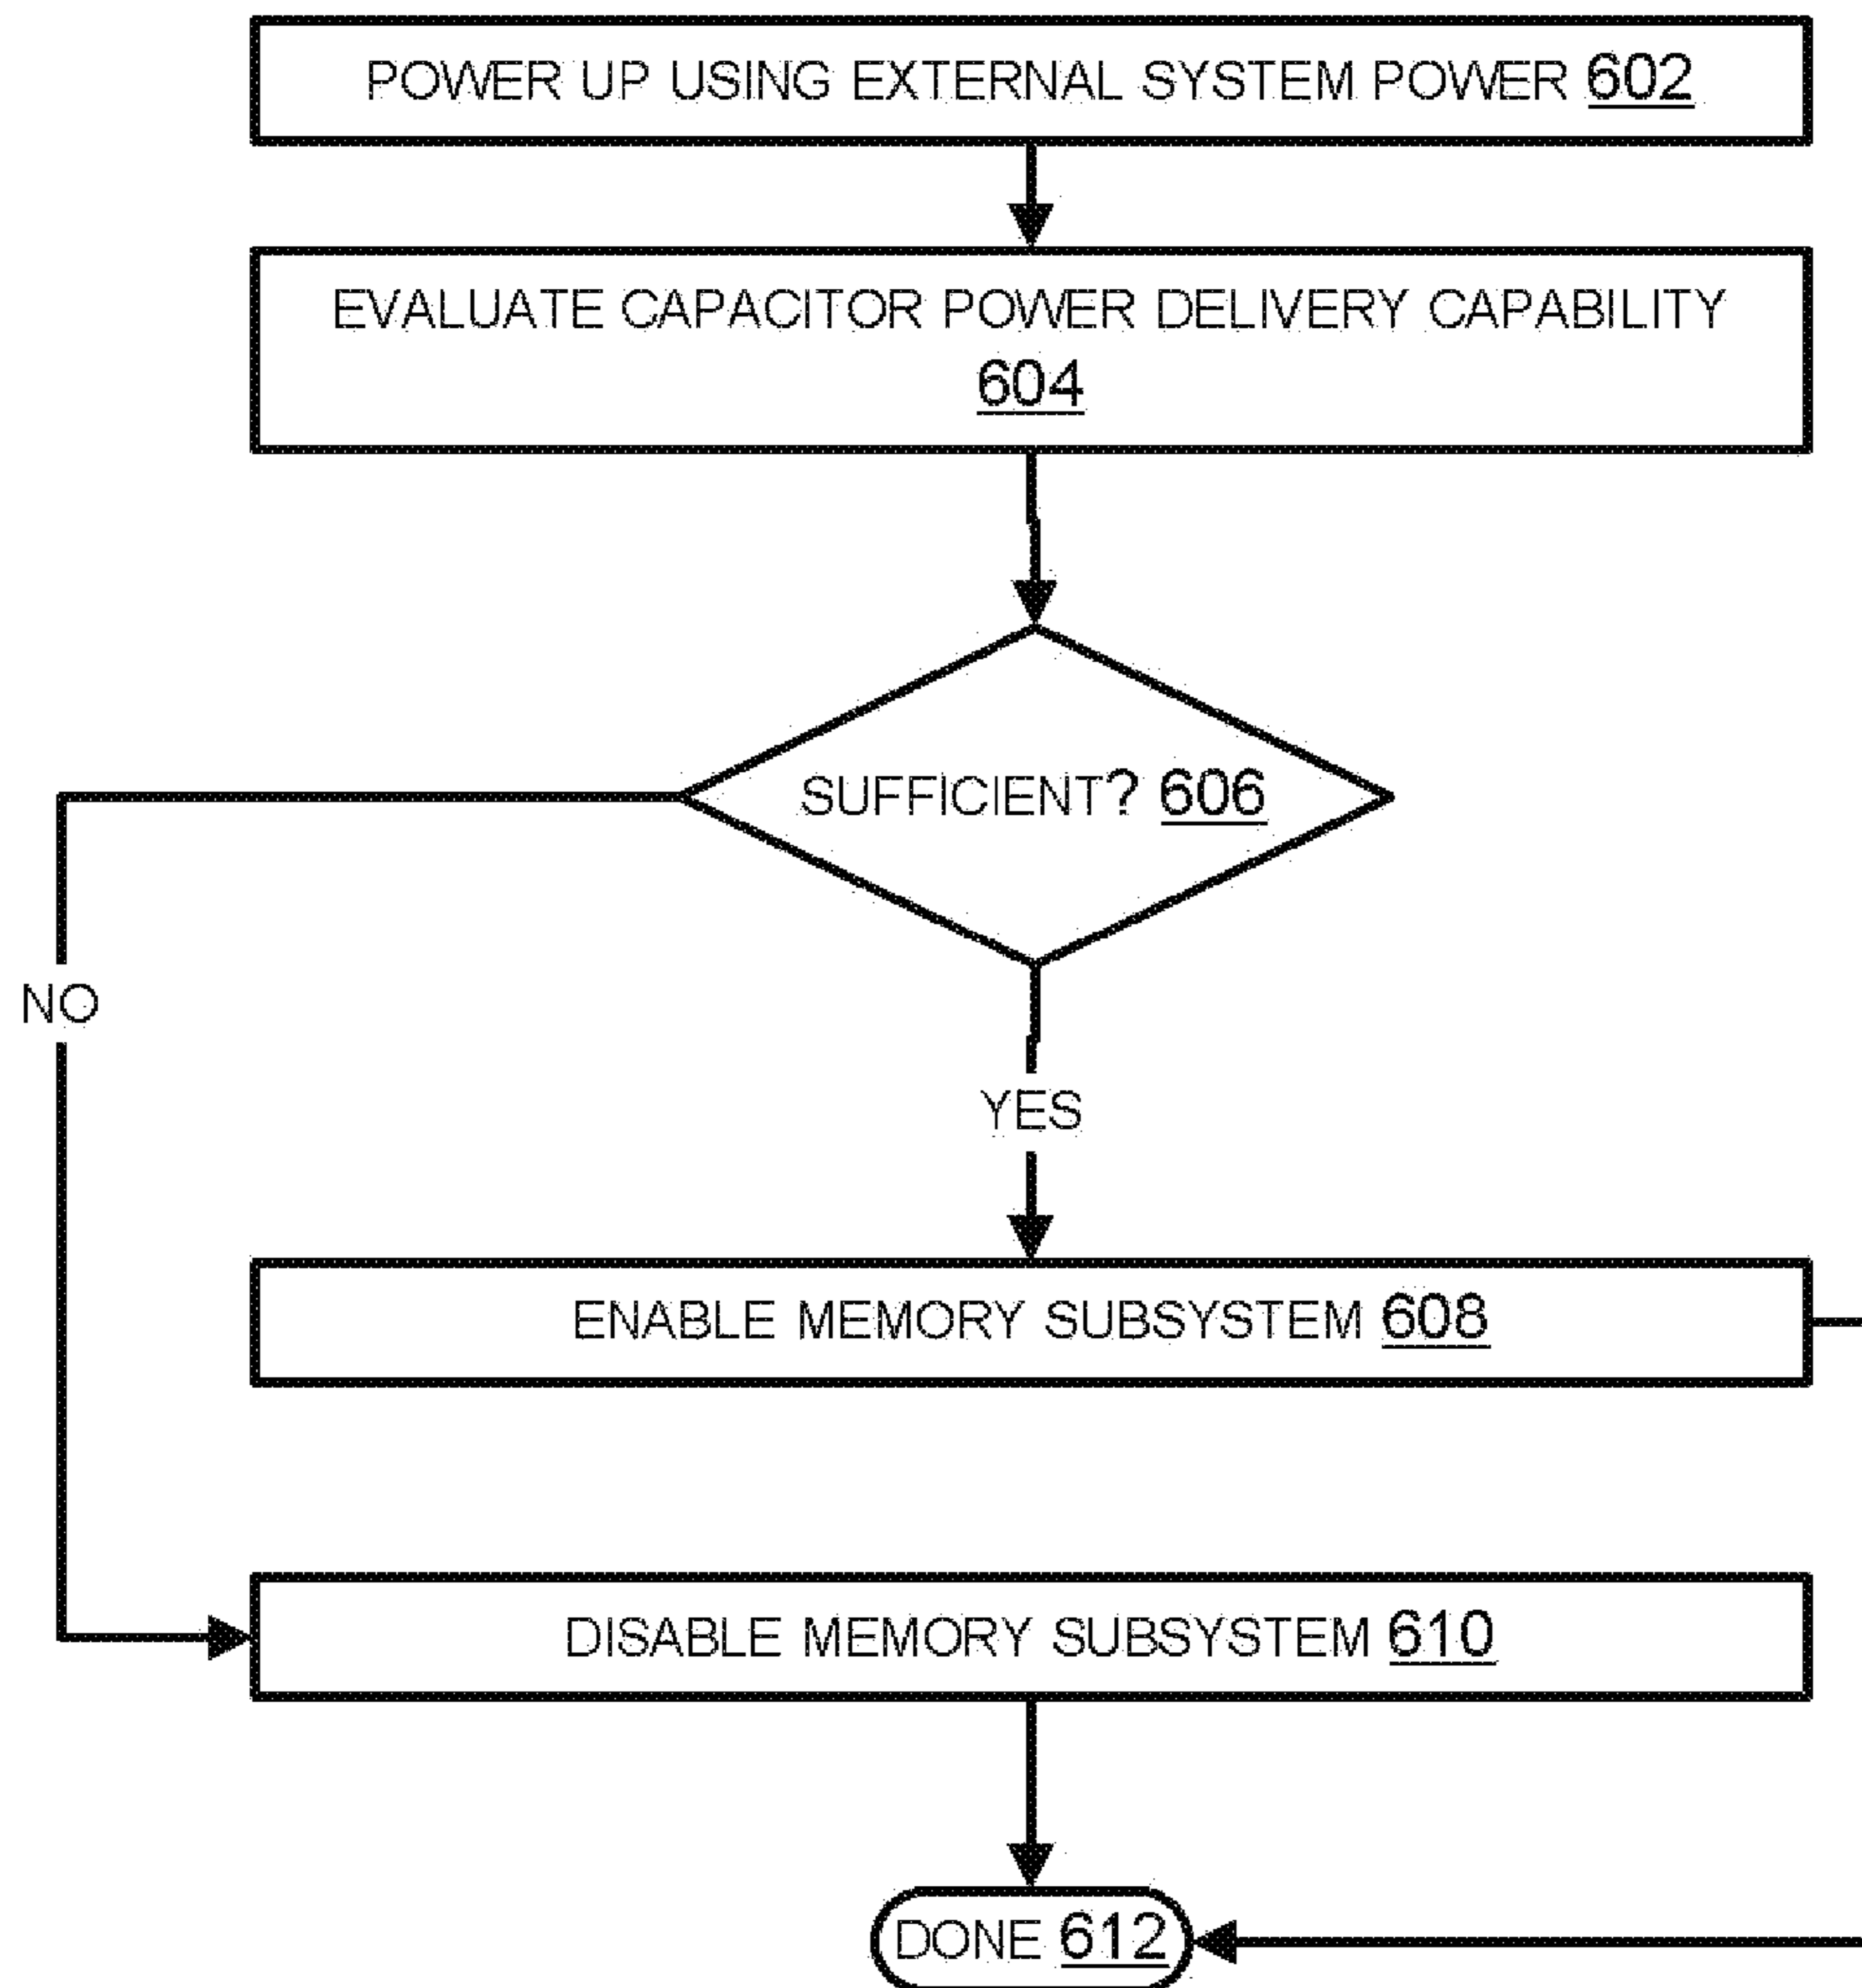 POWER UP USING EXTERNAL SYSTEM POWER 602
EVALUATE CAPACITOR POWER DELIVERY CAPABILITY
604
SUFFICIENT? 606
NO
YES
ENABLE MEMORY SUBSYSTEM 608
DISABLE MEMORY SUBSYSTEM 610
DONE 612